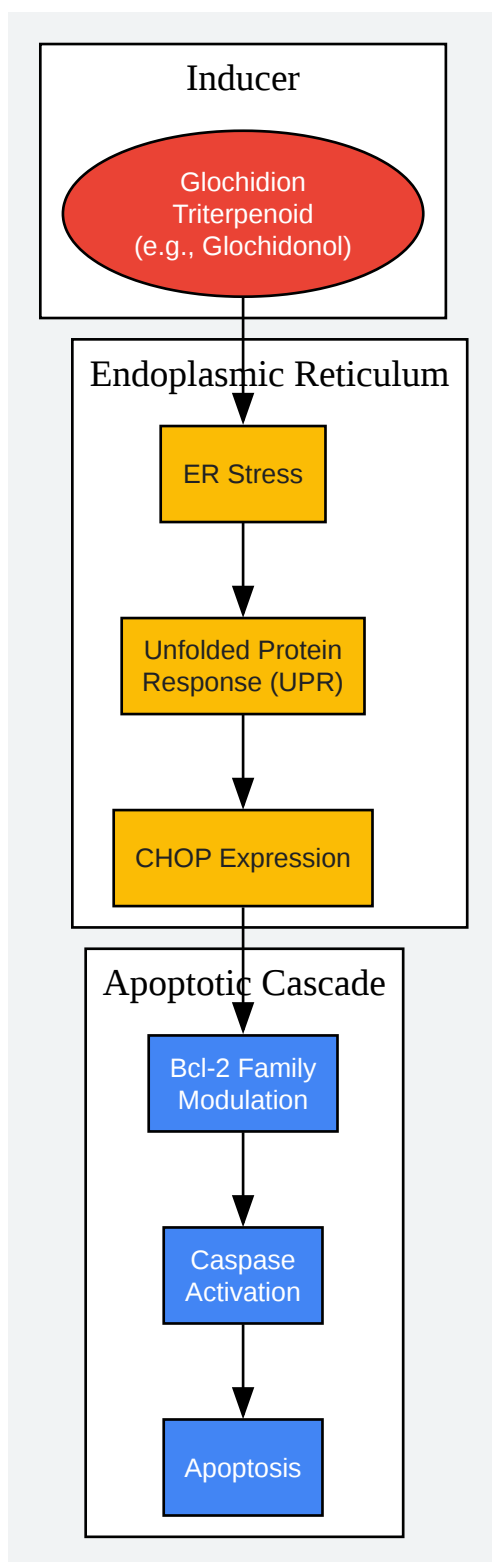 Inducer
Glochidion
Triterpenoid
(e.g., Glochidonol)
Endoplasmic Reticulum
ER Stress
Unfolded Protein
Response (UPR)
CHOP Expression
Apoptotic Cascade
Bcl-2 Family
Modulation
Caspase
Activation
Apoptosis